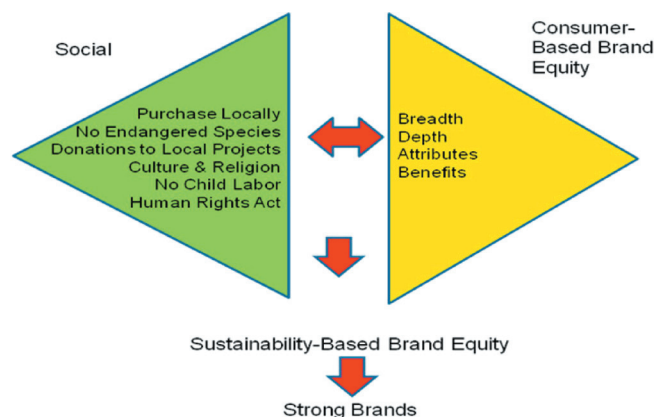 Social
Consumer-
Based Brand
Equity
Purchase Locally
No Endangered Species
Donations to Local Projects
Culture & Religion
No Child Labor
Human Rights Act
Breadth
Depth
Attributes
Benefits
Sustainability-Based Brand Equity
Strong Brands